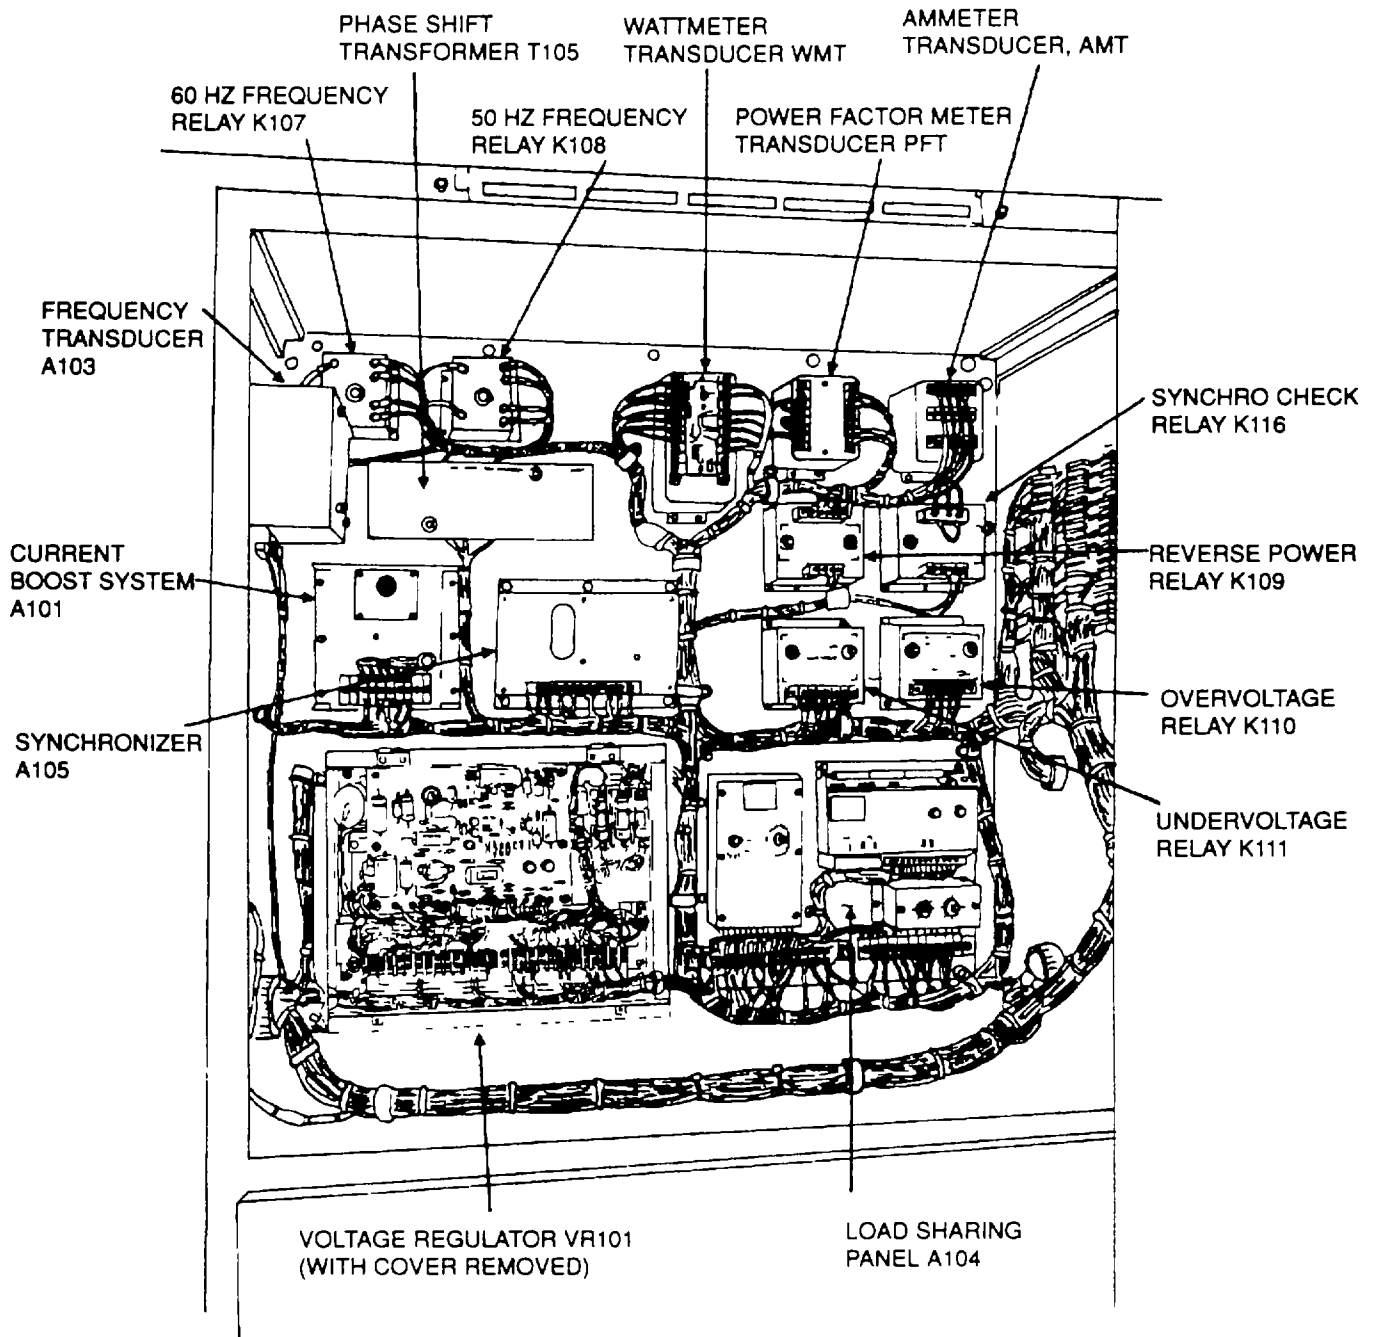 PHASE SHIFT
TRANSFORMER T105
WATTMETER
TRANSDUCER WMT
AMMETER
TRANSDUCER, AMT
60 HZ FREQUENCY
RELAY K107
50 HZ FREQUENCY
RELAY K108
POWER FACTOR METER
TRANSDUCER PFT
FREQUENCY
TRANSDUCER
A103
SYNCHRO CHECK
RELAY K116
CURRENT
BOOST SYSTEM
A101
REVERSE POWER
RELAY K109
OVERVOLTAGE
RELAY K110
SYNCHRONIZER
A105
UNDERVOLTAGE
RELAY K111
VOLTAGE REGULATOR VR101
(WITH COVER REMOVED)
LOAD SHARING
PANEL A104